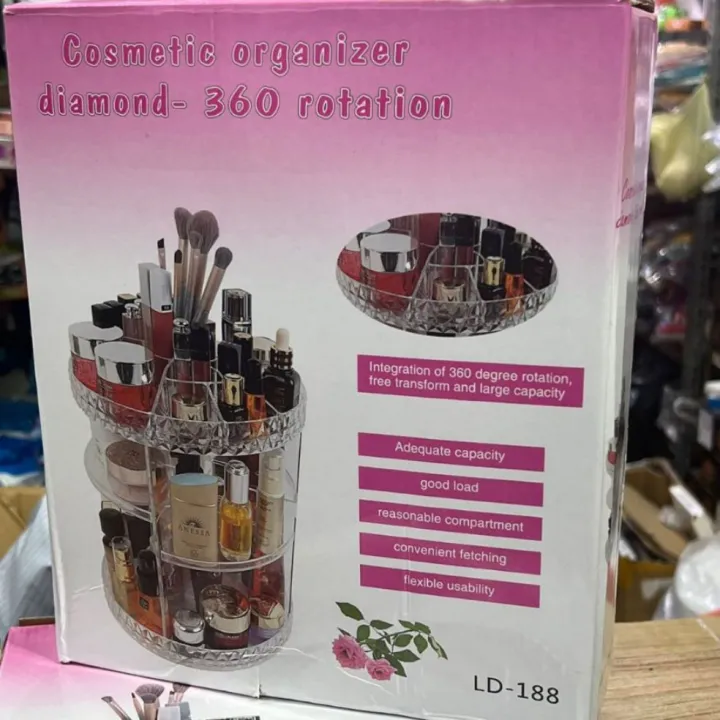 Cosmetic organizer
diamond- 360 rotation
Integration of 360 degree rotation,
free transform and large capacity
Adequate capacity
good load
reasonable compartment
convenient fetching
flexible usability
ANESSA
LD-188